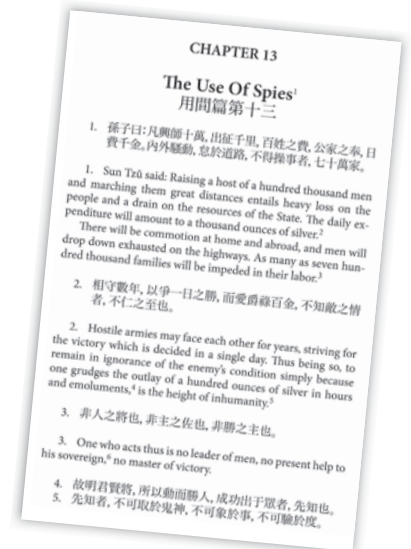 CHAPTER 13
The Use Of Spies¹
用間篇第十三
1. 孫子曰：凡興師十萬, 出征千里, 百姓之費, 公家之奉, 日
費千金。內外騷動, 怠於道路, 不得操事者, 七十萬家。
1. Sun Tzŭ said: Raising a host of a hundred thousand men
and marching them great distances entails heavy loss on the
people and a drain on the resources of the State. The daily ex-
penditure will amount to a thousand ounces of silver.²
There will be commotion at home and abroad, and men will
drop down exhausted on the highways. As many as seven hun-
dred thousand families will be impeded in their labor.³
2. 相守數年, 以爭一日之勝, 而愛爵祿百金, 不知敵之情
者, 不仁之至也。
2. Hostile armies may face each other for years, striving for
the victory which is decided in a single day. Thus being so, to
remain in ignorance of the enemy’s condition simply because
one grudges the outlay of a hundred ounces of silver in hours
and emoluments,⁴ is the height of inhumanity.⁵
3. 非人之將也, 非主之佐也, 非勝之主也。
3. One who acts thus is no leader of men, no present help to
his sovereign,⁶ no master of victory.
4. 故明君賢將, 所以動而勝人, 成功出于眾者, 先知也。
5. 先知者, 不可取於鬼神, 不可象於事, 不可驗於度。